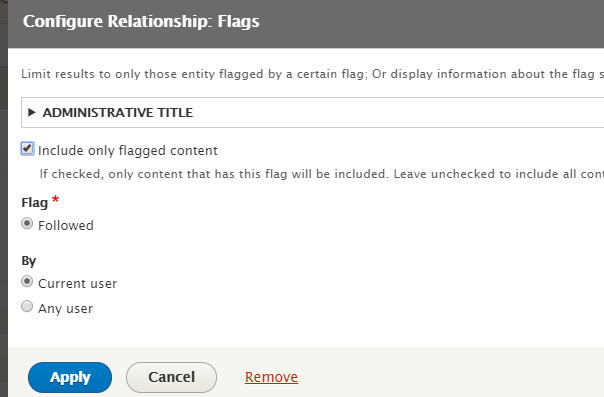 Configure Relationship: Flags
Limit results to only those entity flagged by a certain flag; Or display information about the flag s
ADMINISTRATIVE TITLE
Include only flagged content
If checked, only content that has this flag will be included. Leave unchecked to include all con
Flag *
Followed
By
Current user
Any user
Apply Cancel Remove